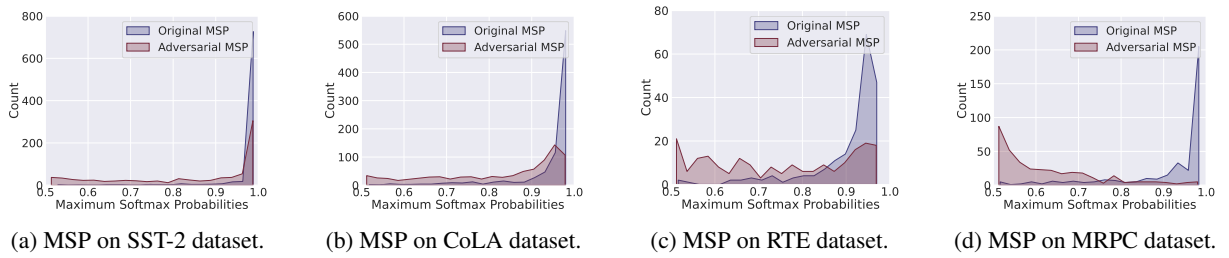 800
600
400
200
0
Count
0.5 0.6 0.7 0.8 0.9 1.0
Maximum Softmax Probabilities
Original MSP
Adversarial MSP
(a) MSP on SST-2 dataset.
600
500
400
300
200
100
0
Count
0.5 0.6 0.7 0.8 0.9 1.0
Maximum Softmax Probabilities
Original MSP
Adversarial MSP
(b) MSP on CoLA dataset.
80
60
40
20
0
Count
0.5 0.6 0.7 0.8 0.9 1.0
Maximum Softmax Probabilities
Original MSP
Adversarial MSP
(c) MSP on RTE dataset.
250
200
150
100
50
0
Count
0.5 0.6 0.7 0.8 0.9 1.0
Maximum Softmax Probabilities
Original MSP
Adversarial MSP
(d) MSP on MRPC dataset.